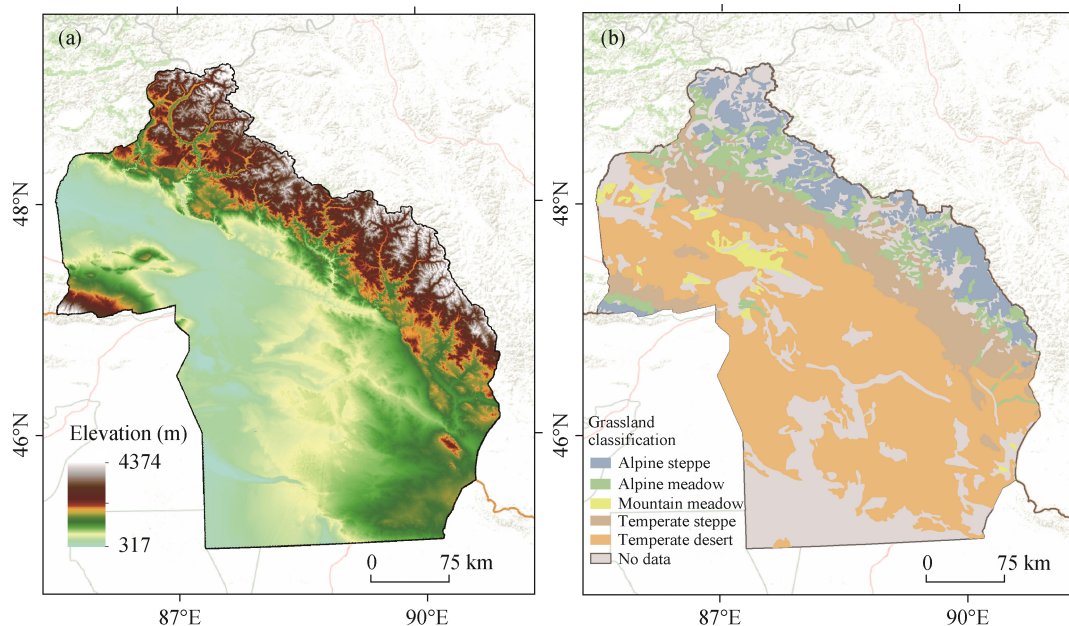 (a)
48°N
46°N
Elevation (m)
4374
317
0 75 km
87°E 90°E
(b)
48°N
46°N
Grassland
classification
Alpine steppe
Alpine meadow
Mountain meadow
Temperate steppe
Temperate desert
No data
0 75 km
87°E 90°E